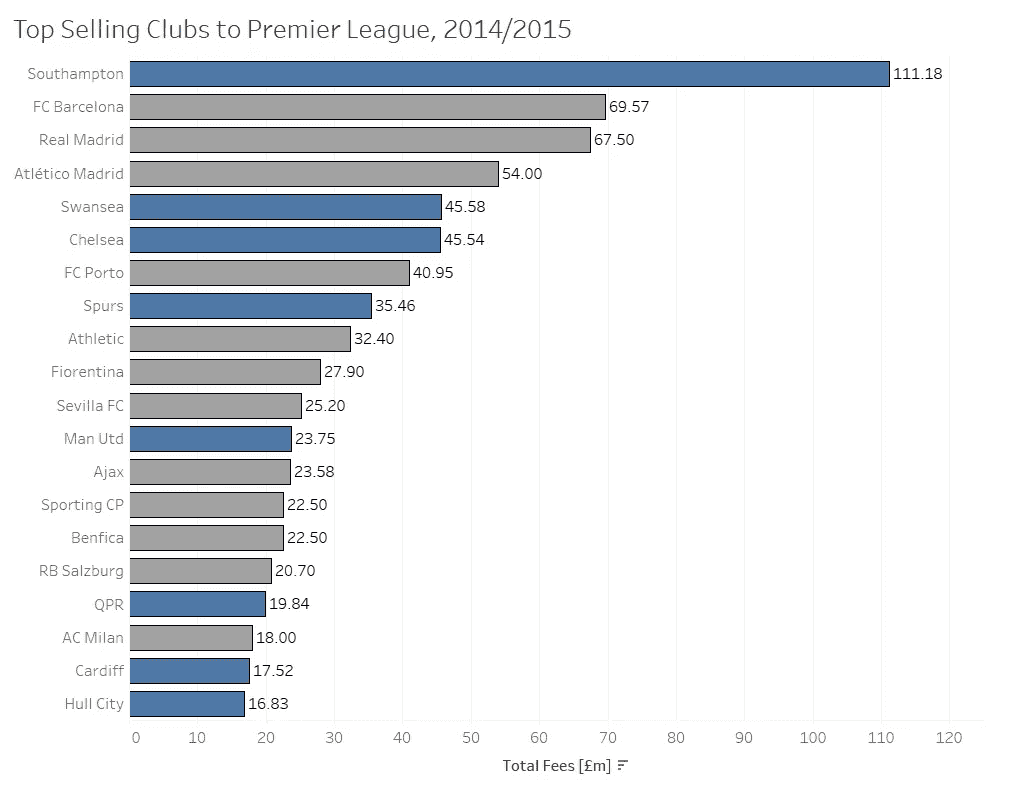 Top Selling Clubs to Premier League, 2014/2015
Southampton 111.18
FC Barcelona 69.57
Real Madrid 67.50
Atlético Madrid 54.00
Swansea 45.58
Chelsea 45.54
FC Porto 40.95
Spurs 35.46
Athletic 32.40
Fiorentina 27.90
Sevilla FC 25.20
Man Utd 23.75
Ajax 23.58
Sporting CP 22.50
Benfica 22.50
RB Salzburg 20.70
QPR 19.84
AC Milan 18.00
Cardiff 17.52
Hull City 16.83
0 10 20 30 40 50 60 70 80 90 100 110 120
Total Fees [£m]